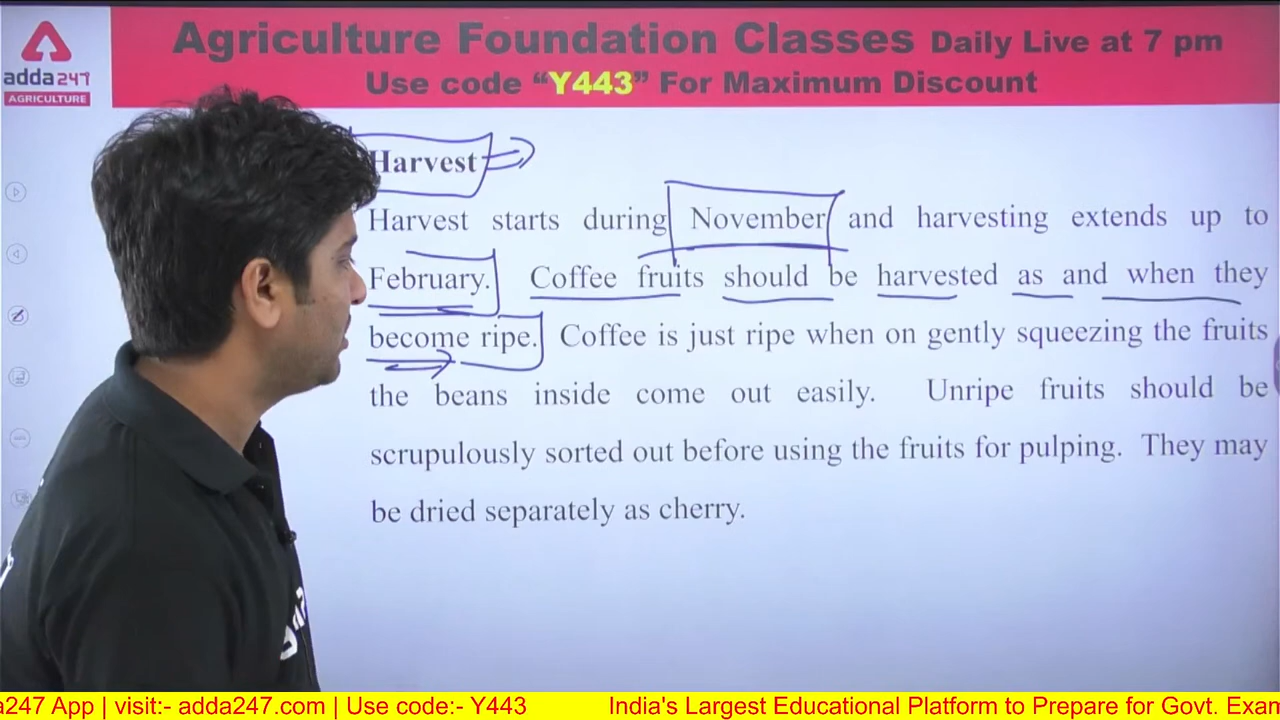 Agriculture Foundation Classes Daily Live at 7 pm
Use code “Y443” For Maximum Discount
adda247
AGRICULTURE
Harvest
Harvest starts during November and harvesting extends up to
February. Coffee fruits should be harvested as and when they
become ripe. Coffee is just ripe when on gently squeezing the fruits
the beans inside come out easily. Unripe fruits should be
scrupulously sorted out before using the fruits for pulping. They may
be dried separately as cherry.
a247 App | visit:- adda247.com | Use code:- Y443 India's Largest Educational Platform to Prepare for Govt. Exan